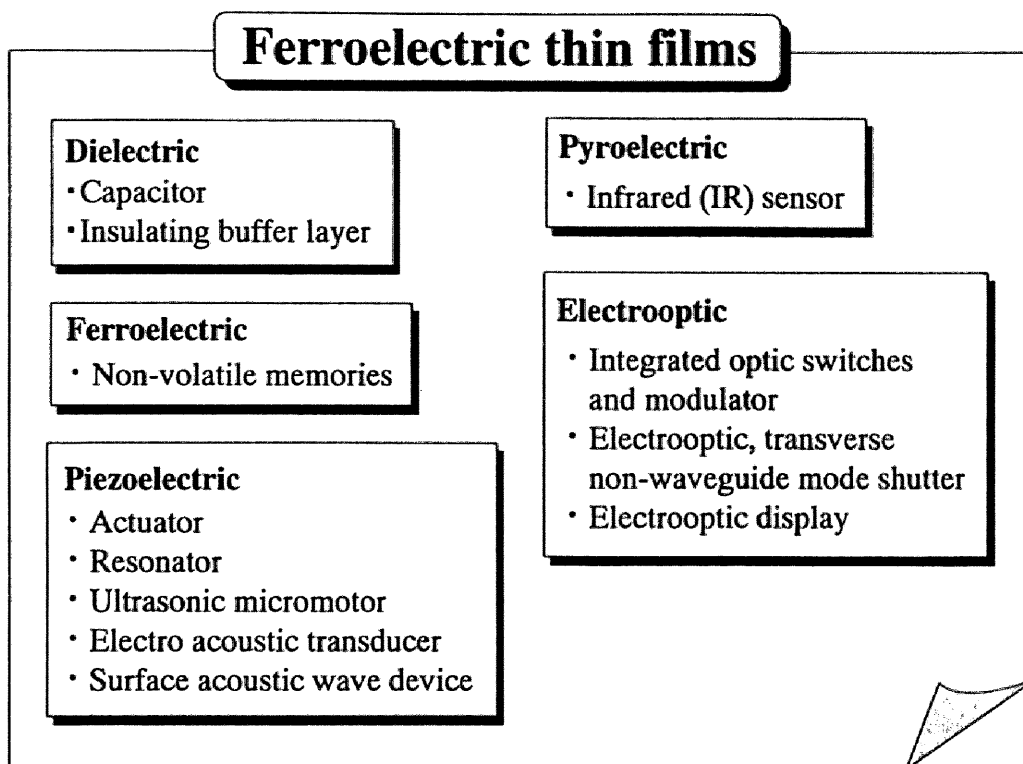 Ferroelectric thin films
Dielectric
・Capacitor
・Insulating buffer layer
Ferroelectric
・ Non-volatile memories
Piezoelectric
・ Actuator
・ Resonator
・ Ultrasonic micromotor
・ Electro acoustic transducer
・ Surface acoustic wave device
Pyroelectric
・ Infrared (IR) sensor
Electrooptic
・ Integrated optic switches
and modulator
・ Electrooptic, transverse
non-waveguide mode shutter
・ Electrooptic display